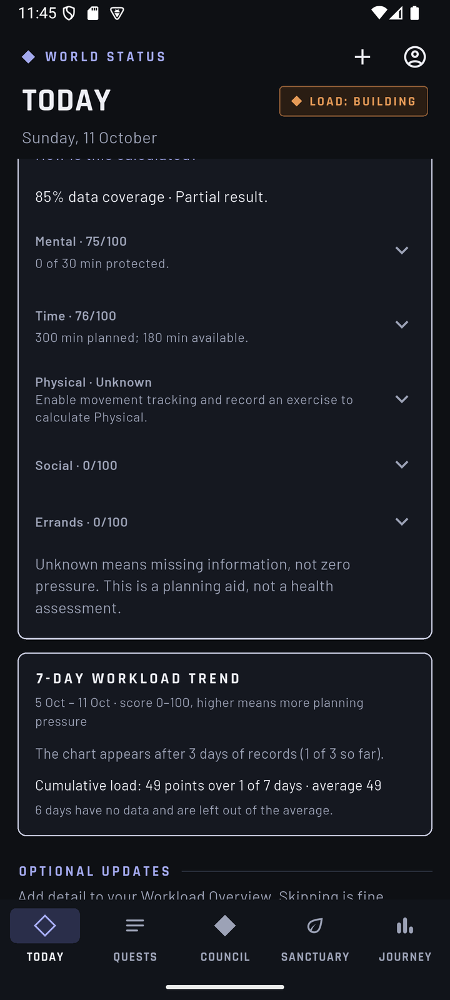 11:45
WORLD STATUS
TODAY
LOAD: BUILDING
Sunday, 11 October
How is this calculated?
85% data coverage · Partial result.
Mental · 75/100
0 of 30 min protected.
Time · 76/100
300 min planned; 180 min available.
Physical · Unknown
Enable movement tracking and record an exercise to
calculate Physical.
Social · 0/100
Errands · 0/100
Unknown means missing information, not zero
pressure. This is a planning aid, not a health
assessment.
7-DAY WORKLOAD TREND
5 Oct – 11 Oct · score 0–100, higher means more planning
pressure
The chart appears after 3 days of records (1 of 3 so far).
Cumulative load: 49 points over 1 of 7 days · average 49
6 days have no data and are left out of the average.
OPTIONAL UPDATES
Add detail to your Workload Overview. Skipping is fine
TODAY
QUESTS
COUNCIL
SANCTUARY
JOURNEY